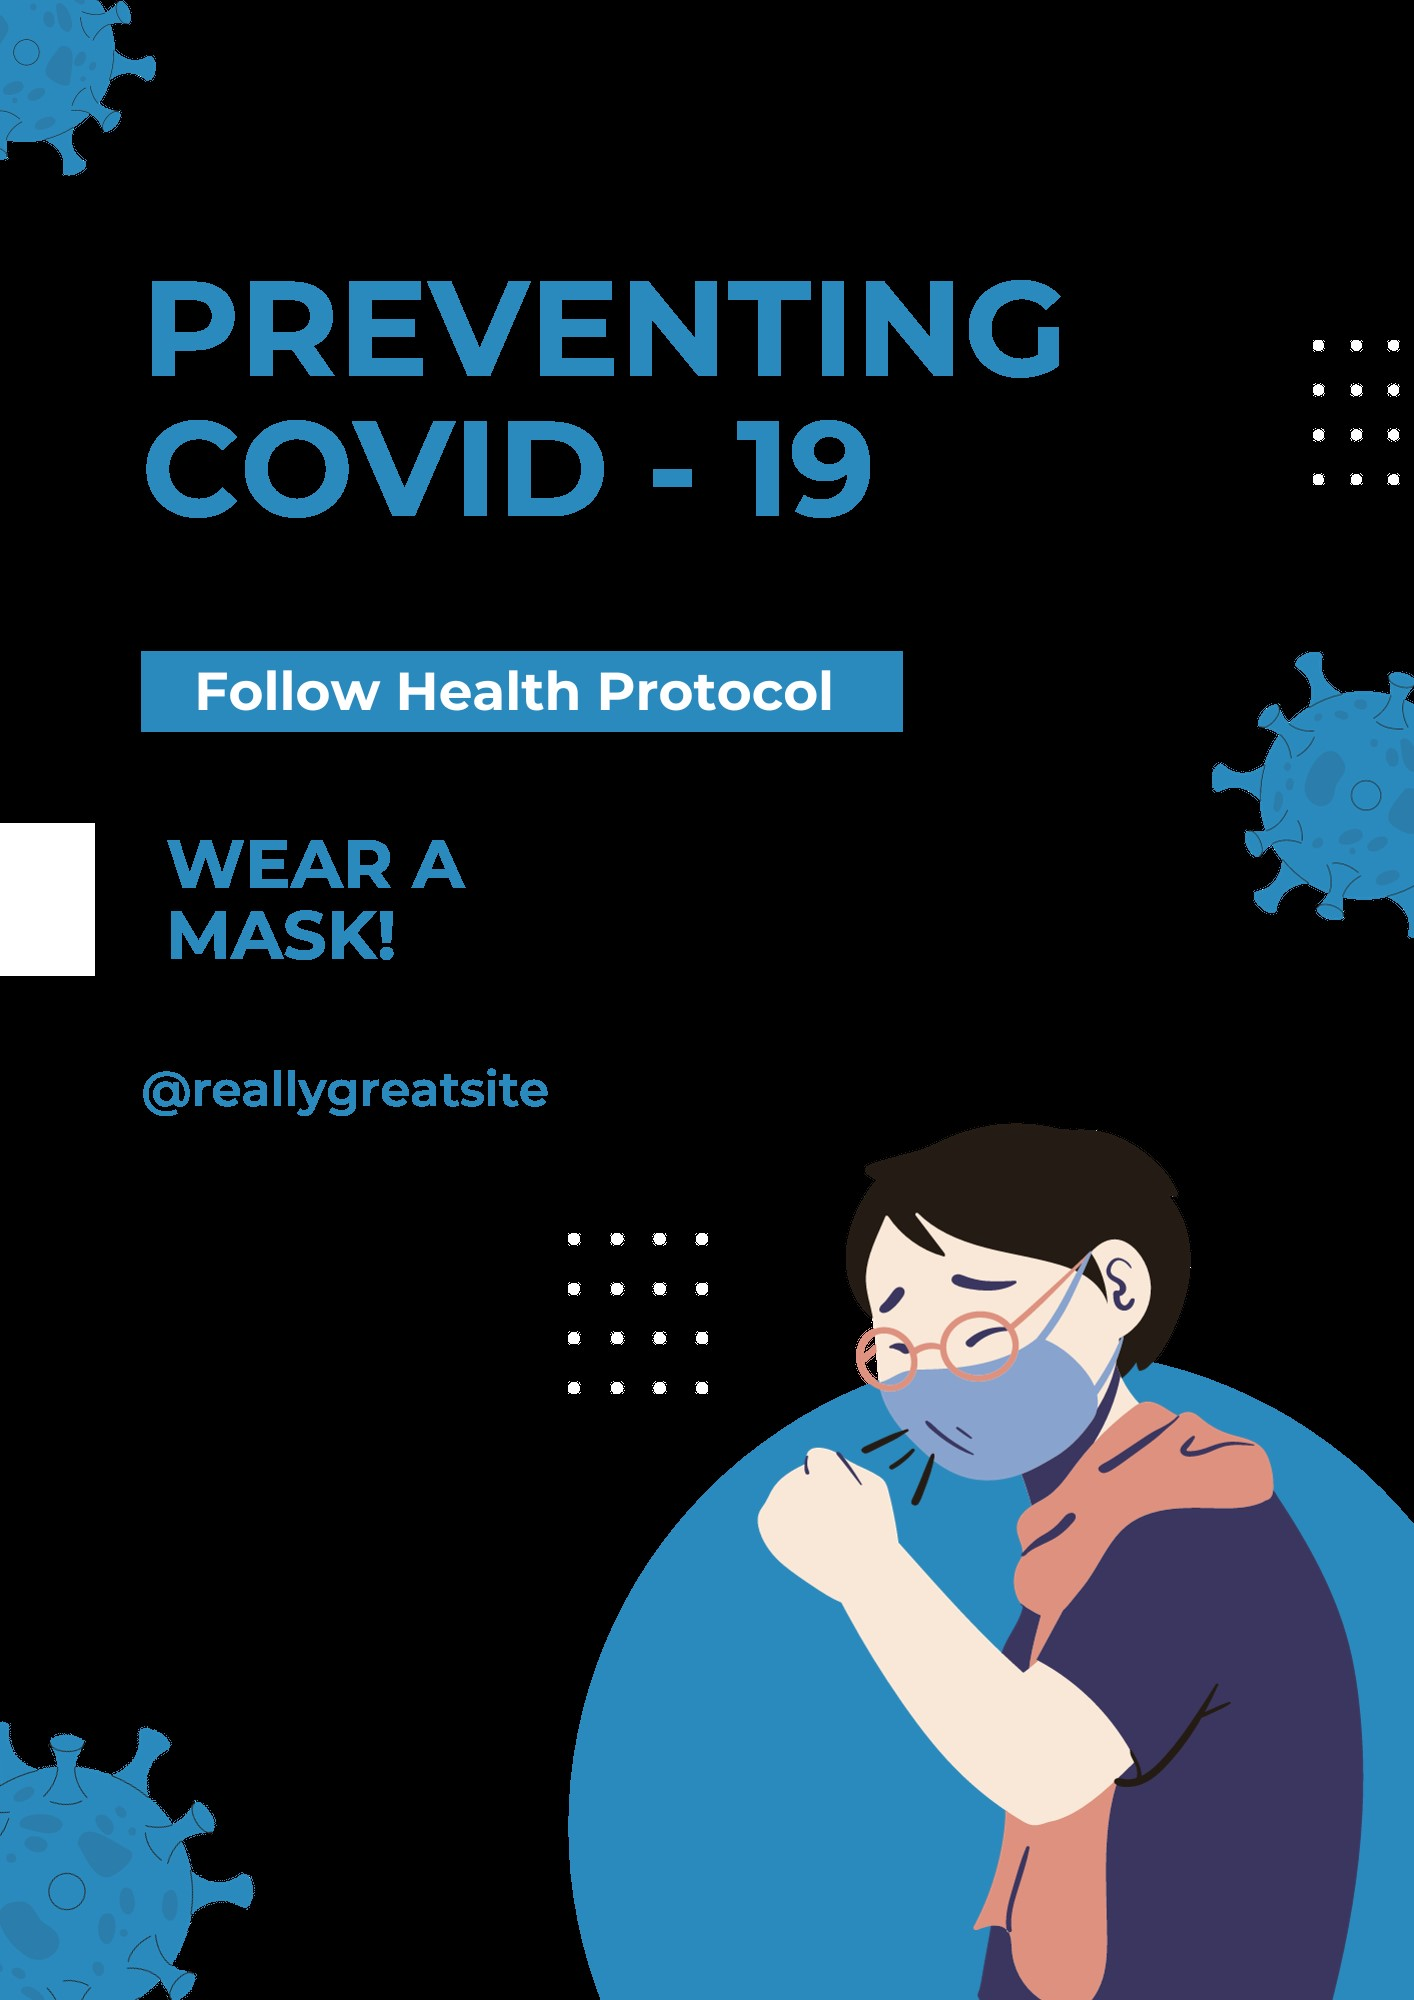 PREVENTING
COVID - 19
Follow Health Protocol
WEAR A
MASK!
@reallygreatsite